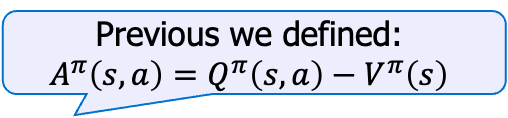 Previous we defined:
A^π(s, a) = Q^π(s, a) − V^π(s)